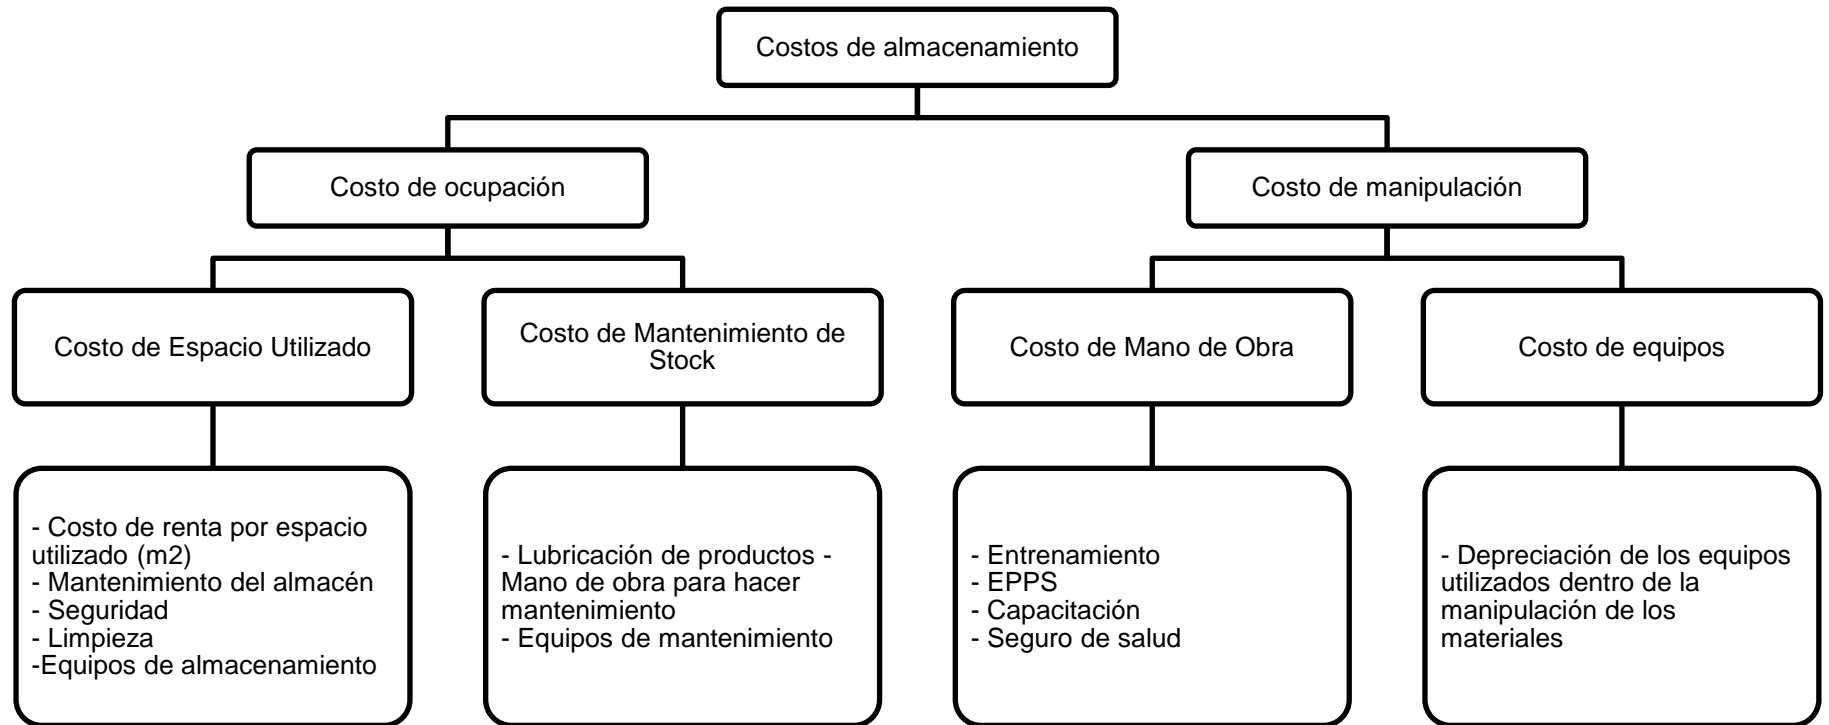 Costos de almacenamiento
Costo de ocupación
Costo de manipulación
Costo de Espacio Utilizado
Costo de Mantenimiento de
Stock
Costo de Mano de Obra
Costo de equipos
- Costo de renta por espacio
utilizado (m2)
- Mantenimiento del almacén
- Seguridad
- Limpieza
-Equipos de almacenamiento
- Lubricación de productos -
Mano de obra para hacer
mantenimiento
- Equipos de mantenimiento
- Entrenamiento
- EPPS
- Capacitación
- Seguro de salud
- Depreciación de los equipos
utilizados dentro de la
manipulación de los
materiales